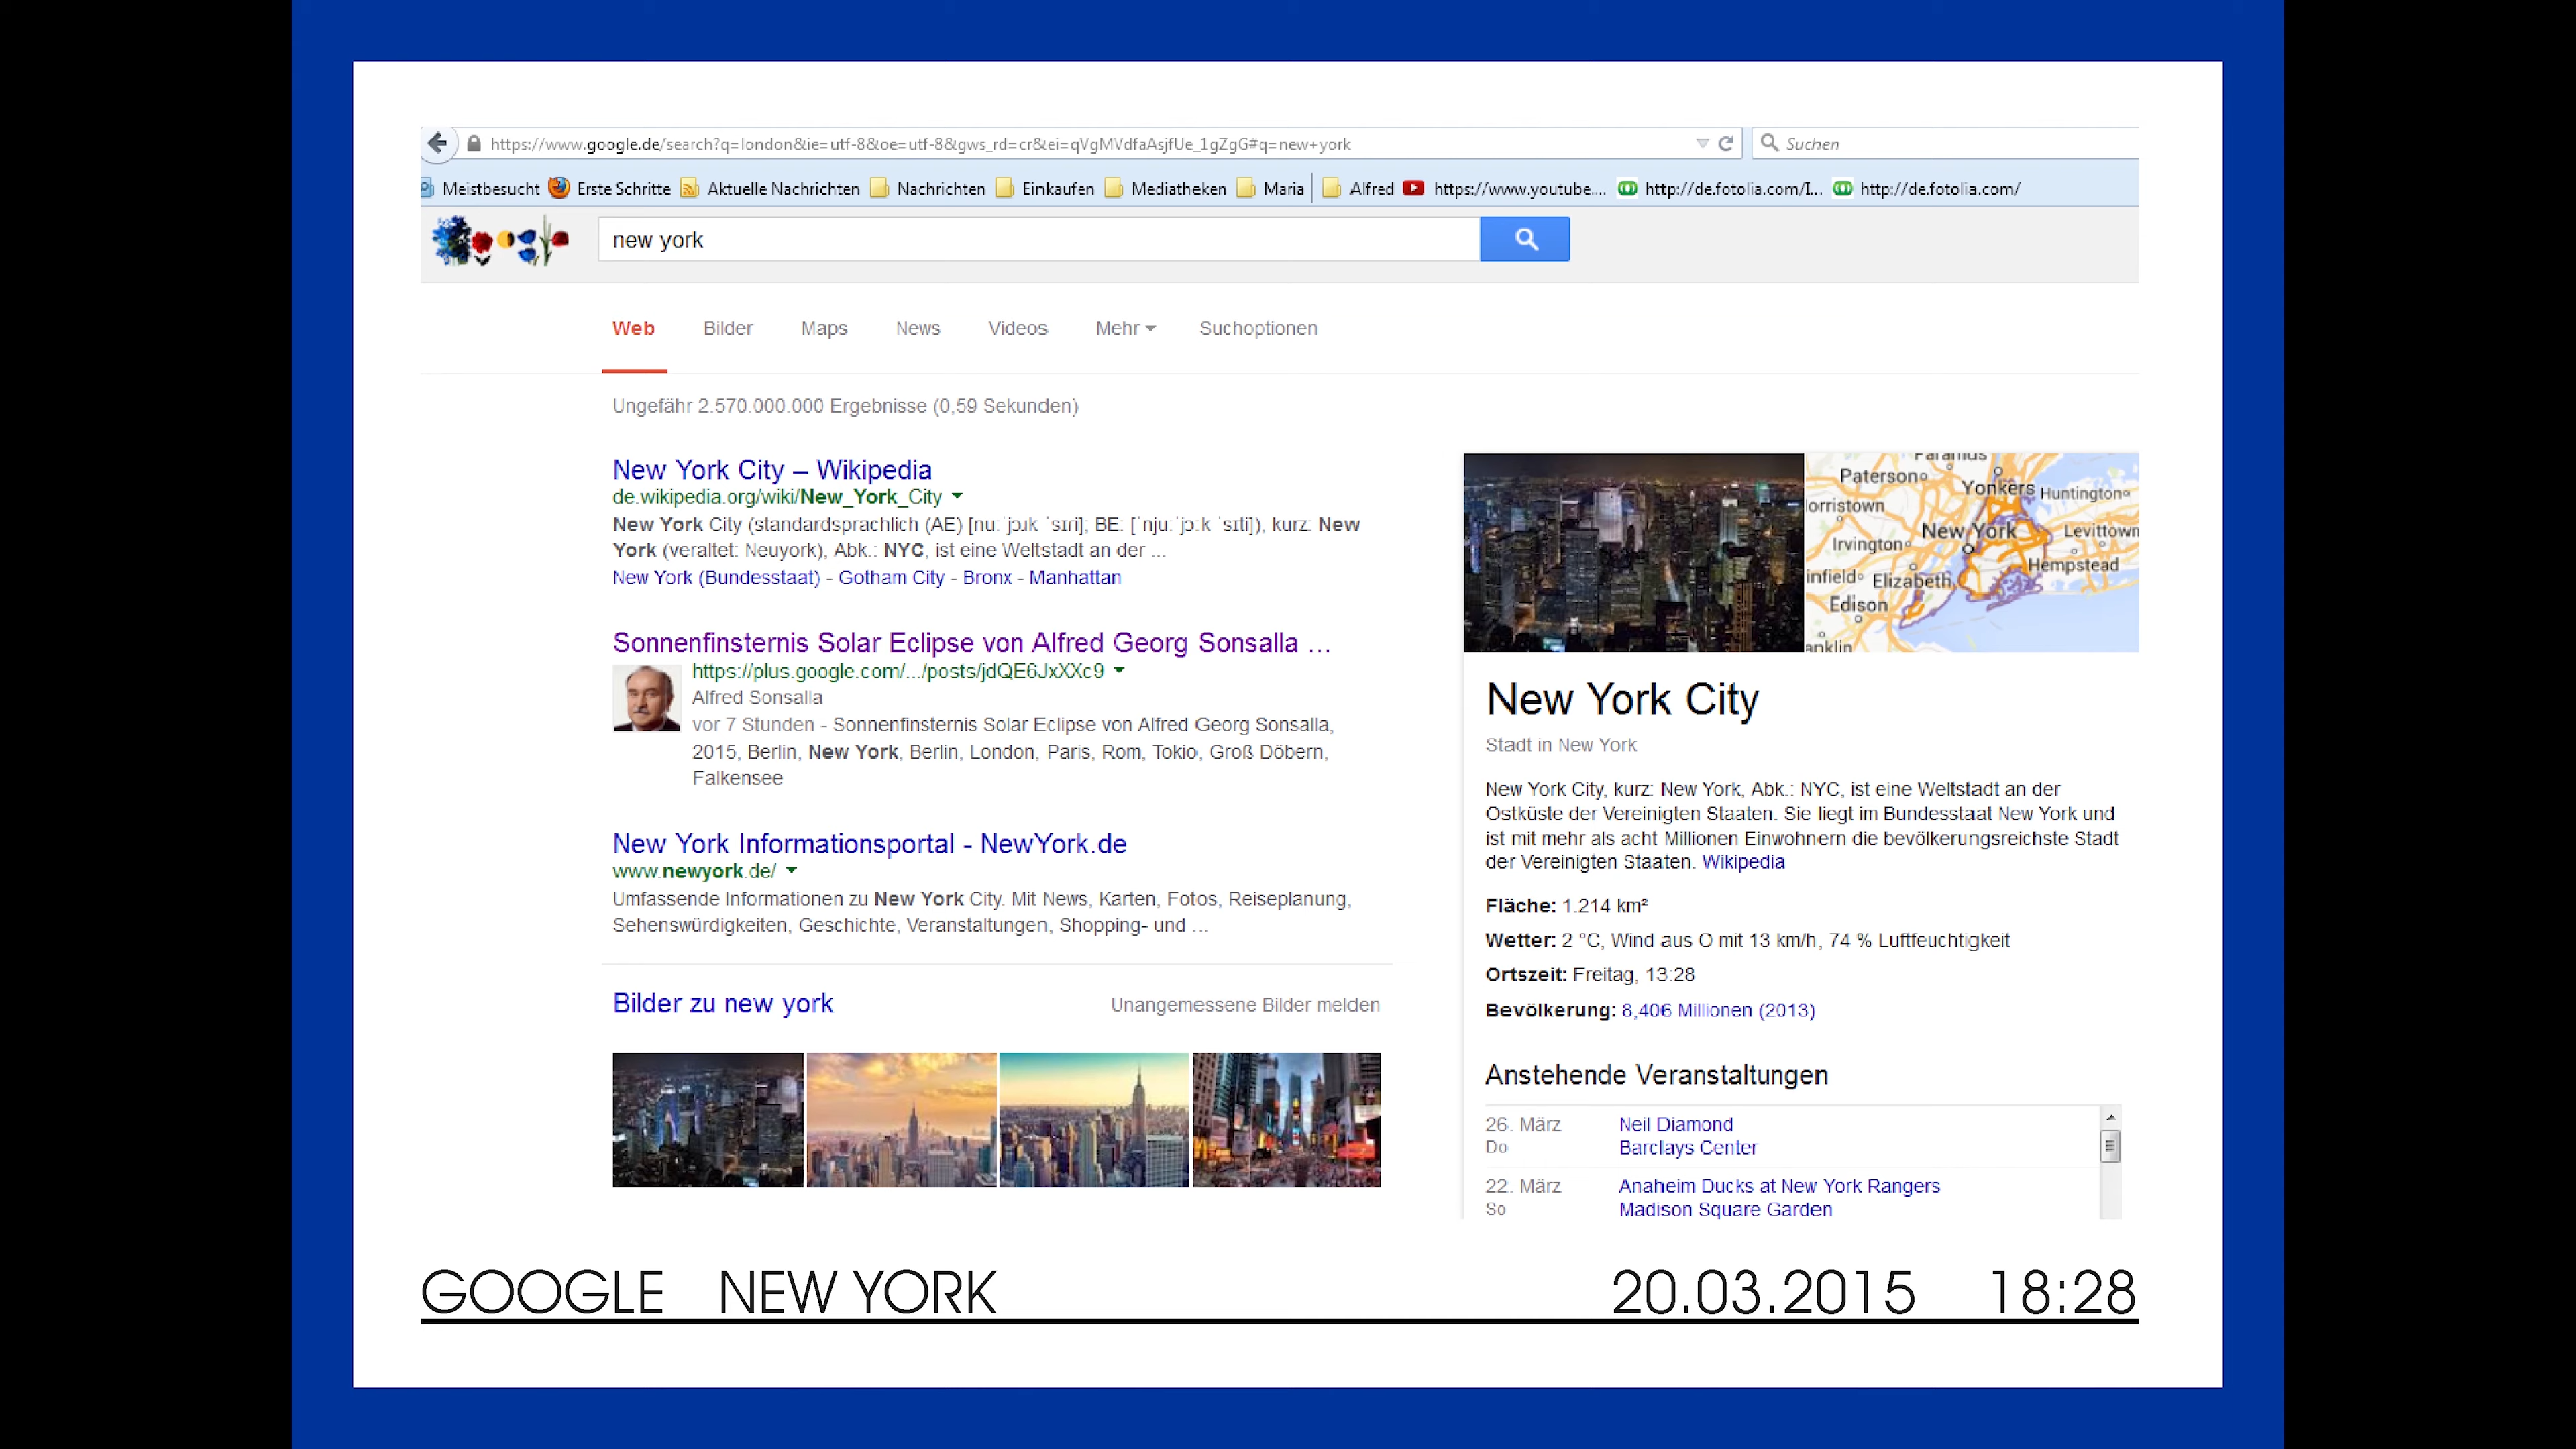 https://www.google.de/search?q=london&ie=utf-8&oe=utf-8&gws_rd=cr&ei=qVgMVdfaAsjfUe_1gZgG#q=new+york
Suchen
Meistbesucht Erste Schritte Aktuelle Nachrichten Nachrichten Einkaufen Mediatheken Maria Alfred https://www.youtube.... http://de.fotolia.com/I... http://de.fotolia.com/
new york
Web Bilder Maps News Videos Mehr Suchoptionen
Ungefähr 2.570.000.000 Ergebnisse (0,59 Sekunden)
New York City – Wikipedia
de.wikipedia.org/wiki/New_York_City
New York City (standardsprachlich (AE) [nuːˈjɔɹk ˈsɪɾi]; BE: [ˈnjuːˈjɔːk ˈsɪti]), kurz: New
York (veraltet: Neuyork), Abk.: NYC, ist eine Weltstadt an der ...
New York (Bundesstaat) - Gotham City - Bronx - Manhattan
Sonnenfinsternis Solar Eclipse von Alfred Georg Sonsalla ...
https://plus.google.com/.../posts/jdQE6JxXXc9
Alfred Sonsalla
vor 7 Stunden - Sonnenfinsternis Solar Eclipse von Alfred Georg Sonsalla,
2015, Berlin, New York, Berlin, London, Paris, Rom, Tokio, Groß Döbern,
Falkensee
New York Informationsportal - NewYork.de
www.newyork.de/
Umfassende Informationen zu New York City. Mit News, Karten, Fotos, Reiseplanung,
Sehenswürdigkeiten, Geschichte, Veranstaltungen, Shopping- und ...
Bilder zu new york
Unangemessene Bilder melden
Paramus
Paterson
Yonkers Huntington
orristown
New York Levittown
Irvington
Hempstead
infield Elizabeth
Edison
anklin
New York City
Stadt in New York
New York City, kurz: New York, Abk.: NYC, ist eine Weltstadt an der
Ostküste der Vereinigten Staaten. Sie liegt im Bundesstaat New York und
ist mit mehr als acht Millionen Einwohnern die bevölkerungsreichste Stadt
der Vereinigten Staaten. Wikipedia
Fläche: 1.214 km²
Wetter: 2 °C, Wind aus O mit 13 km/h, 74 % Luftfeuchtigkeit
Ortszeit: Freitag, 13:28
Bevölkerung: 8,406 Millionen (2013)
Anstehende Veranstaltungen
26. März Neil Diamond
Do Barclays Center
22. März Anaheim Ducks at New York Rangers
So Madison Square Garden
GOOGLE NEW YORK 20.03.2015 18:28